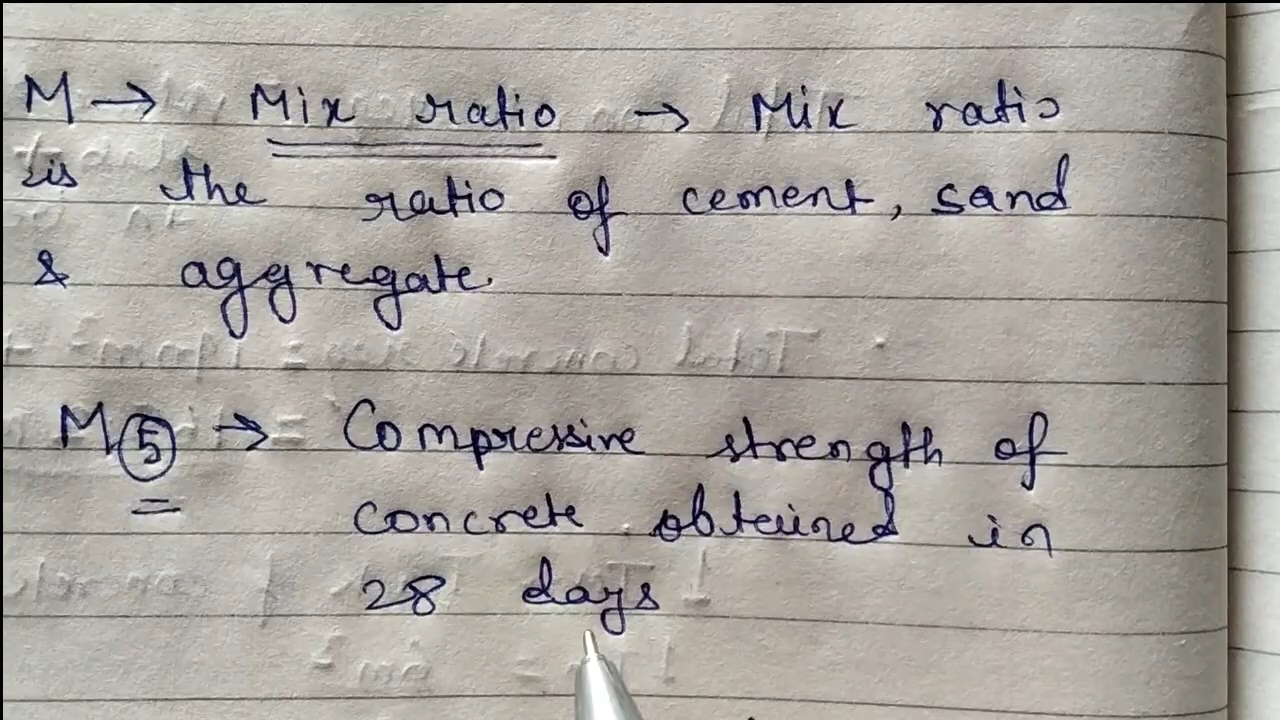 M → Mix ratio → Mix ratio
is the ratio of cement, sand
& aggregate.
M5 → Compressive strength of
concrete obteined in
28 days